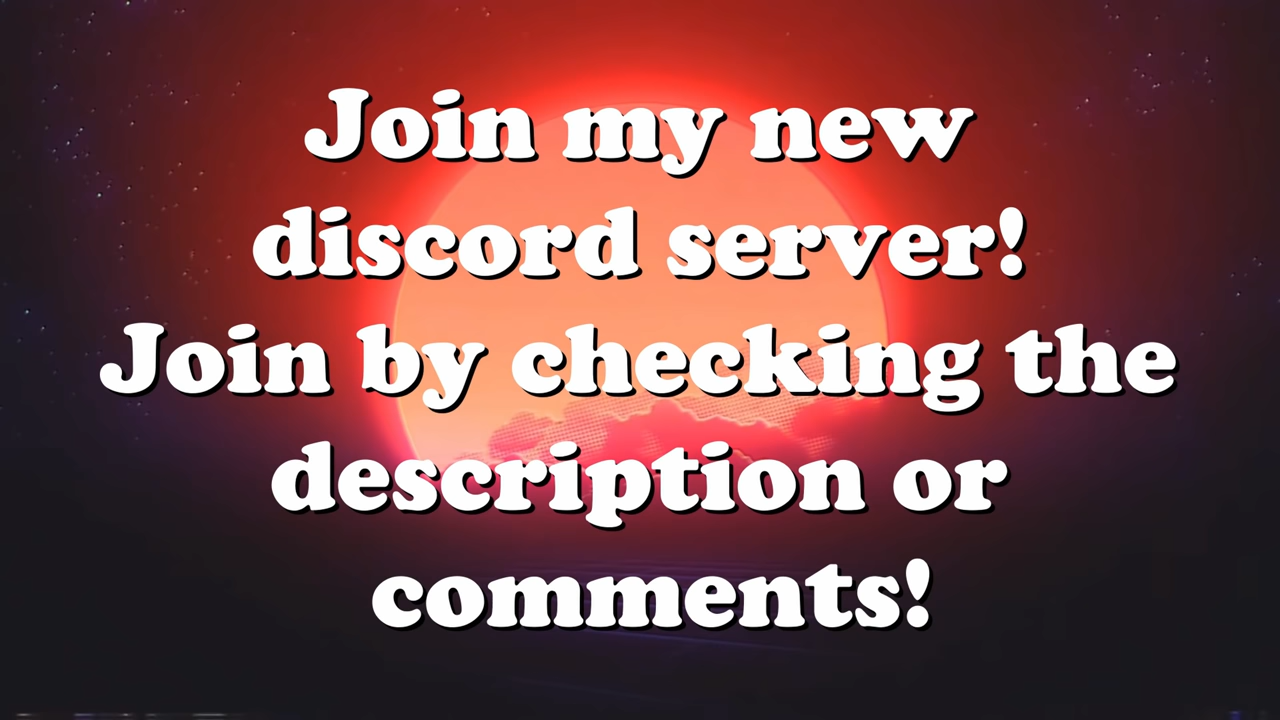 Join my new
discord server!
Join by checking the
description or
comments!